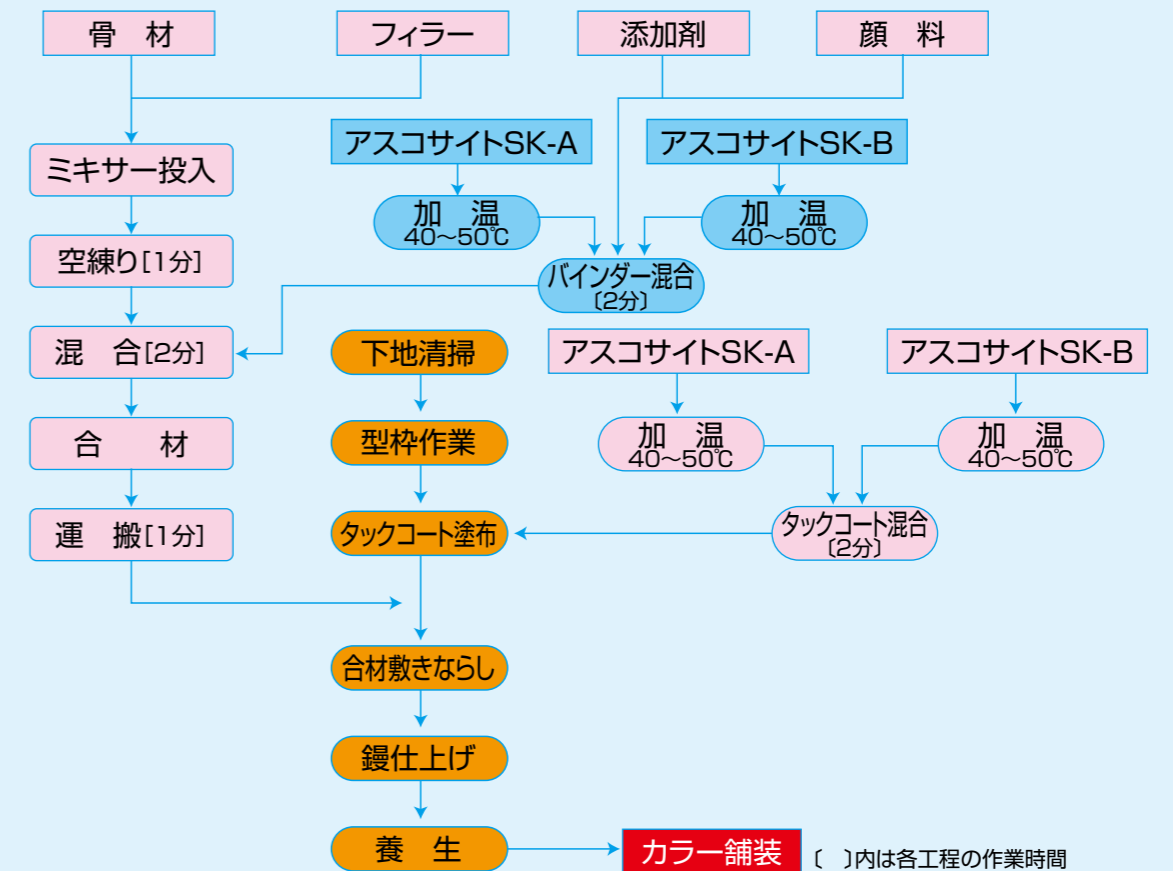 骨 材
フィラー
添加剤
顔 料
アスコサイトSK-A
アスコサイトSK-B
ミキサー投入
加 温
40〜50℃
加 温
40〜50℃
空練り[1分]
バインダー混合
〔2分〕
混 合[2分]
下地清掃
アスコサイトSK-A
アスコサイトSK-B
合 材
型枠作業
加 温
40〜50℃
加 温
40〜50℃
運 搬[1分]
タックコート塗布
タックコート混合
〔2分〕
合材敷きならし
鏝仕上げ
養 生
カラー舗装
〔 〕内は各工程の作業時間